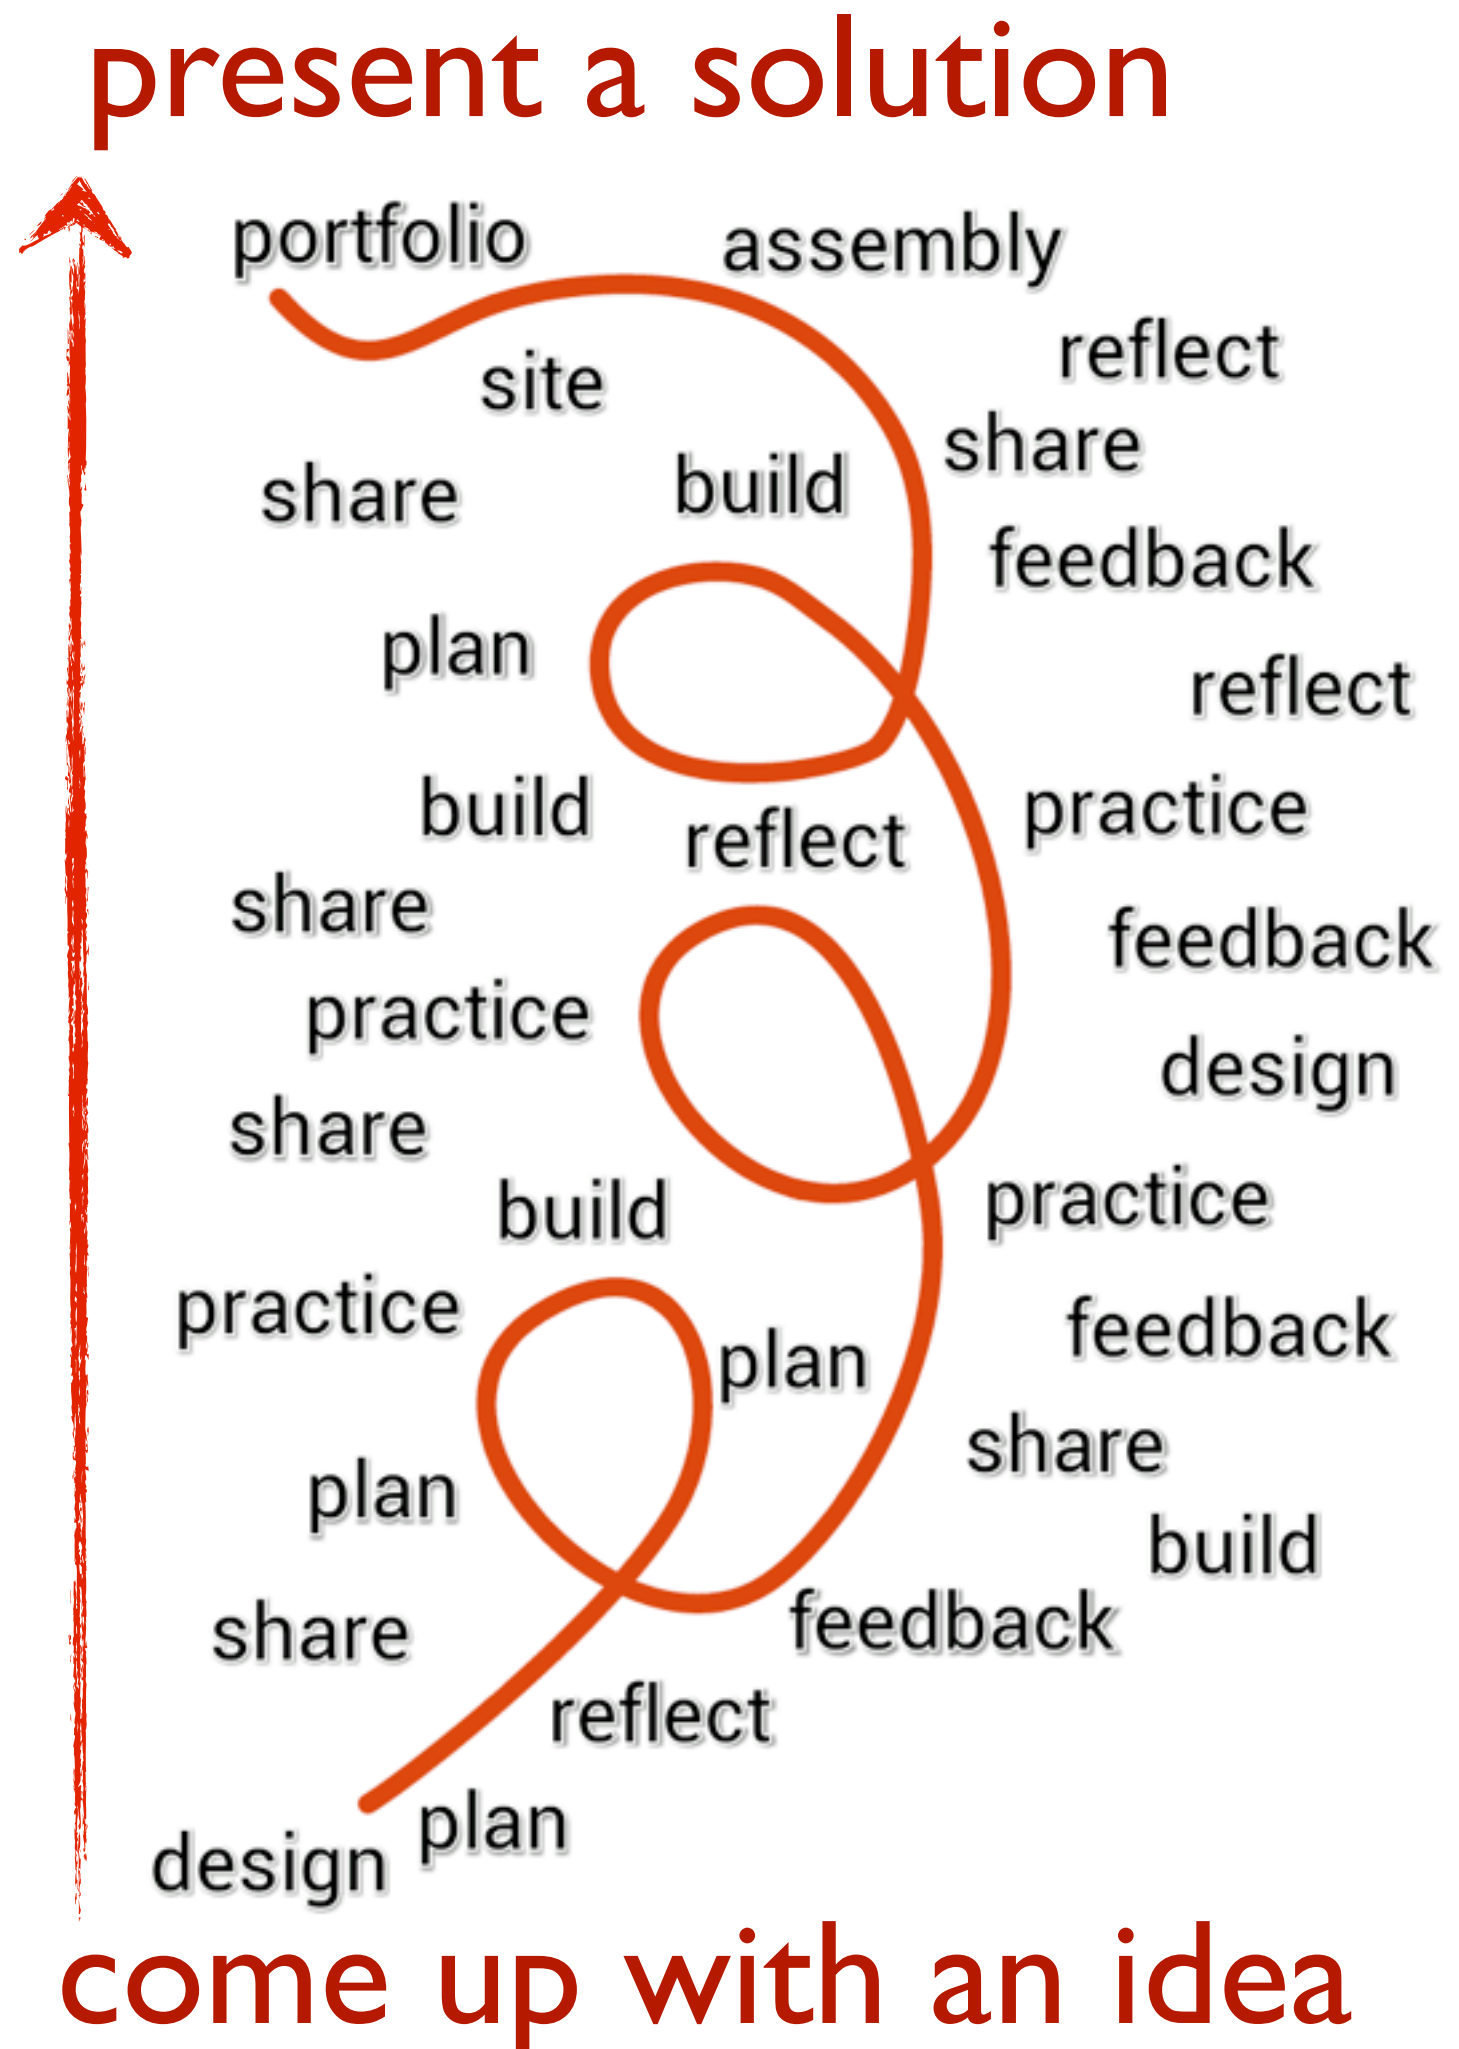 present a solution
portfolio
assembly
reflect
site
share
build
share
feedback
plan
reflect
build
reflect
practice
share
feedback
practice
design
share
practice
build
practice
feedback
plan
share
plan
build
feedback
share
reflect
plan
design
come up with an idea